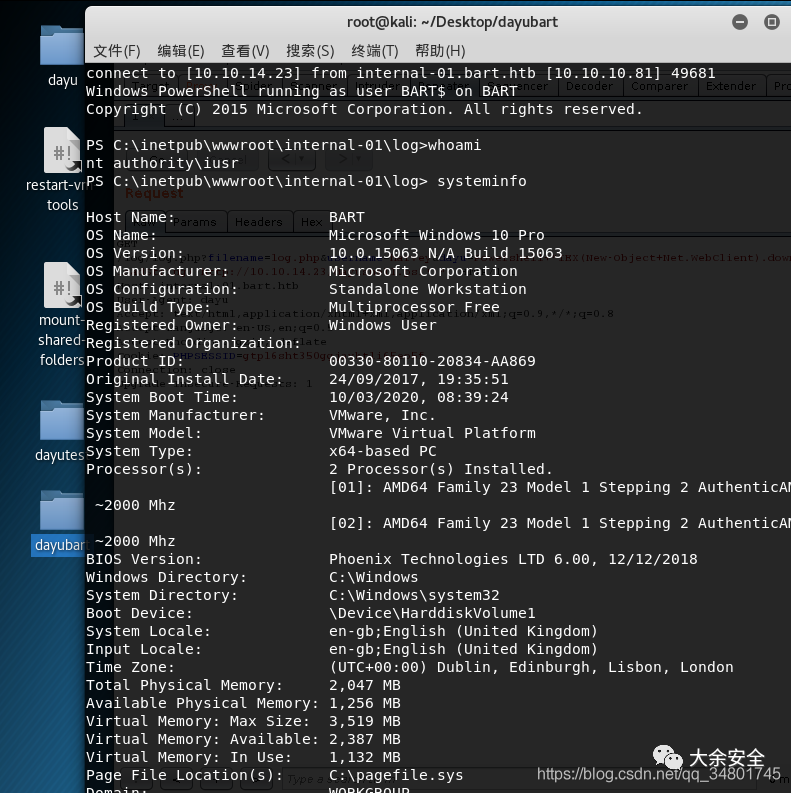 root@kali: ~/Desktop/dayubart
文件(F) 编辑(E) 查看(V) 搜索(S) 终端(T) 帮助(H)
dayu
restart-vm
tools
mount-
shared-
folders
dayutes
dayubart
connect to [10.10.14.23] from internal-01.bart.htb [10.10.10.81] 49681
Windows PowerShell running as user BART$ on BART
Copyright (C) 2015 Microsoft Corporation. All rights reserved.
PS C:\inetpub\wwwroot\internal-01\log>whoami
nt authority\iusr
PS C:\inetpub\wwwroot\internal-01\log> systeminfo
Host Name: BART
OS Name: Microsoft Windows 10 Pro
OS Version: 10.0.15063 N/A Build 15063
OS Manufacturer: Microsoft Corporation
OS Configuration: Standalone Workstation
OS Build Type: Multiprocessor Free
Registered Owner: Windows User
Registered Organization:
Product ID: 00330-80110-20834-AA869
Original Install Date: 24/09/2017, 19:35:51
System Boot Time: 10/03/2020, 08:39:24
System Manufacturer: VMware, Inc.
System Model: VMware Virtual Platform
System Type: x64-based PC
Processor(s): 2 Processor(s) Installed.
[01]: AMD64 Family 23 Model 1 Stepping 2 AuthenticAM
~2000 Mhz
[02]: AMD64 Family 23 Model 1 Stepping 2 AuthenticAM
~2000 Mhz
BIOS Version: Phoenix Technologies LTD 6.00, 12/12/2018
Windows Directory: C:\Windows
System Directory: C:\Windows\system32
Boot Device: \Device\HarddiskVolume1
System Locale: en-gb;English (United Kingdom)
Input Locale: en-gb;English (United Kingdom)
Time Zone: (UTC+00:00) Dublin, Edinburgh, Lisbon, London
Total Physical Memory: 2,047 MB
Available Physical Memory: 1,256 MB
Virtual Memory: Max Size: 3,519 MB
Virtual Memory: Available: 2,387 MB
Virtual Memory: In Use: 1,132 MB
Page File Location(s): C:\pagefile.sys
Domain: WORKGROUP
Decoder Comparer Extender
Request
Params Headers Hex
大余安全
https://blog.csdn.net/qq_34801745